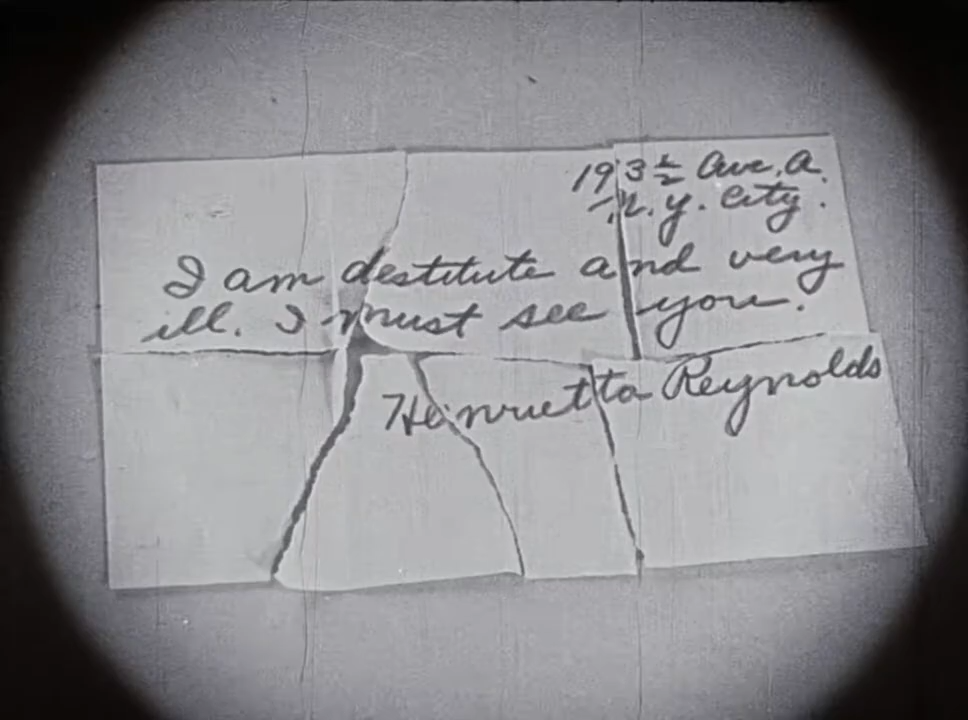 193½ Ave. A.
N. Y. City.
I am destitute and very
ill. I must see you.
Henrietta Reynolds